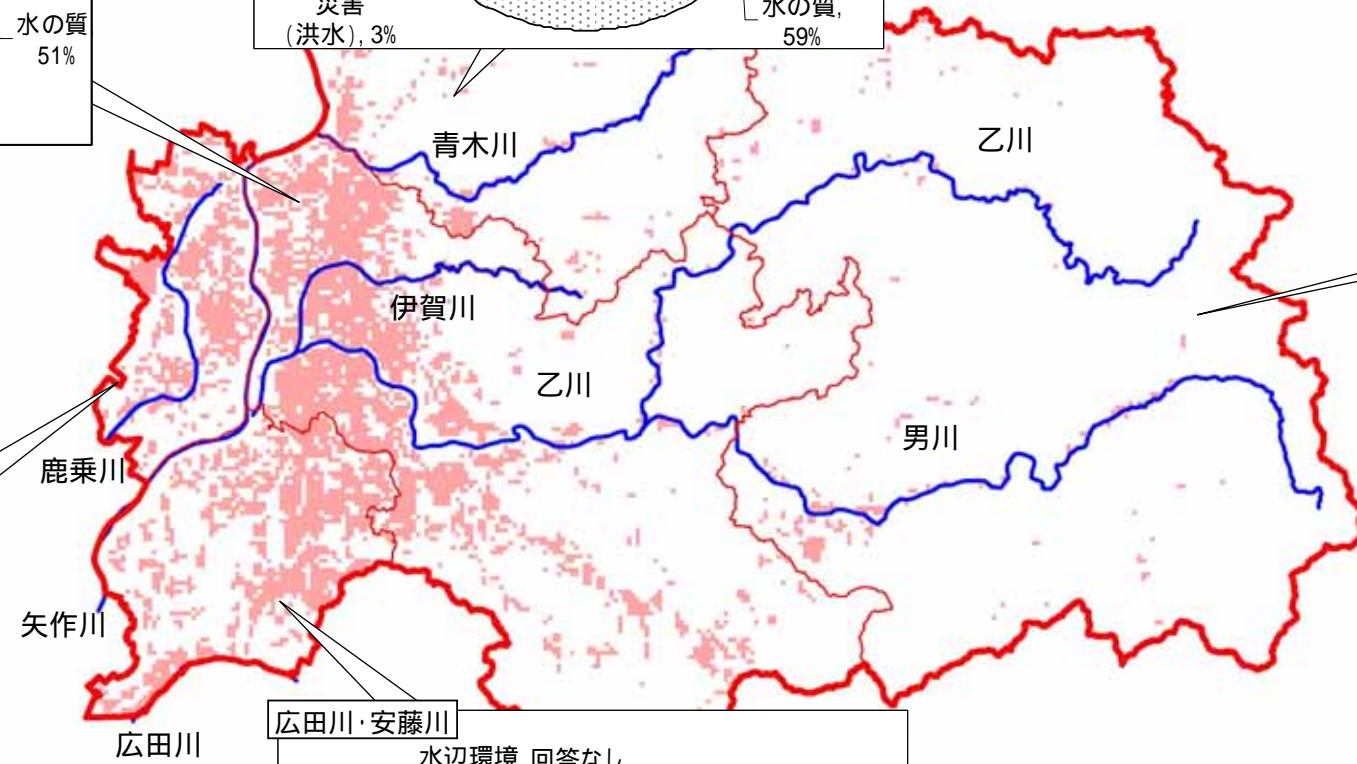 水の質
51%
災害
(洪水), 3%
水の質,
59%
青木川
乙川
伊賀川
乙川
男川
鹿乗川
矢作川
広田川・安藤川
広田川
水辺環境 回答なし